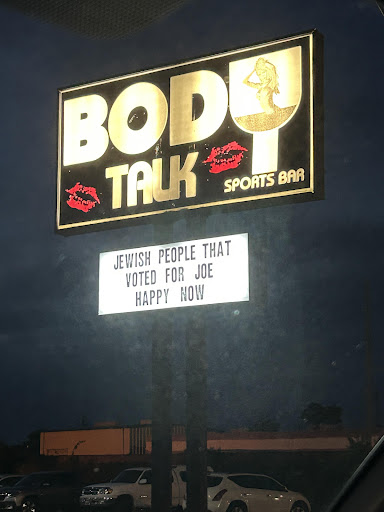 BODY
TALK
SPORTS BAR
JEWISH PEOPLE THAT
VOTED FOR JOE
HAPPY NOW